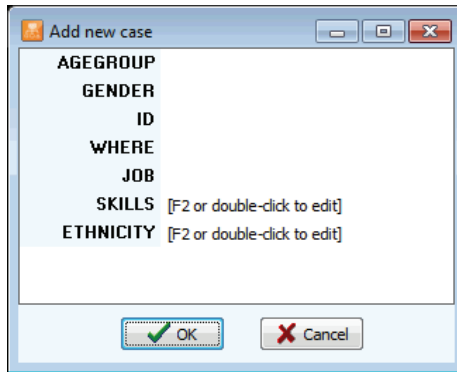 Add new case
AGEGROUP
GENDER
ID
WHERE
JOB
SKILLS [F2 or double-click to edit]
ETHNICITY [F2 or double-click to edit]
OK Cancel